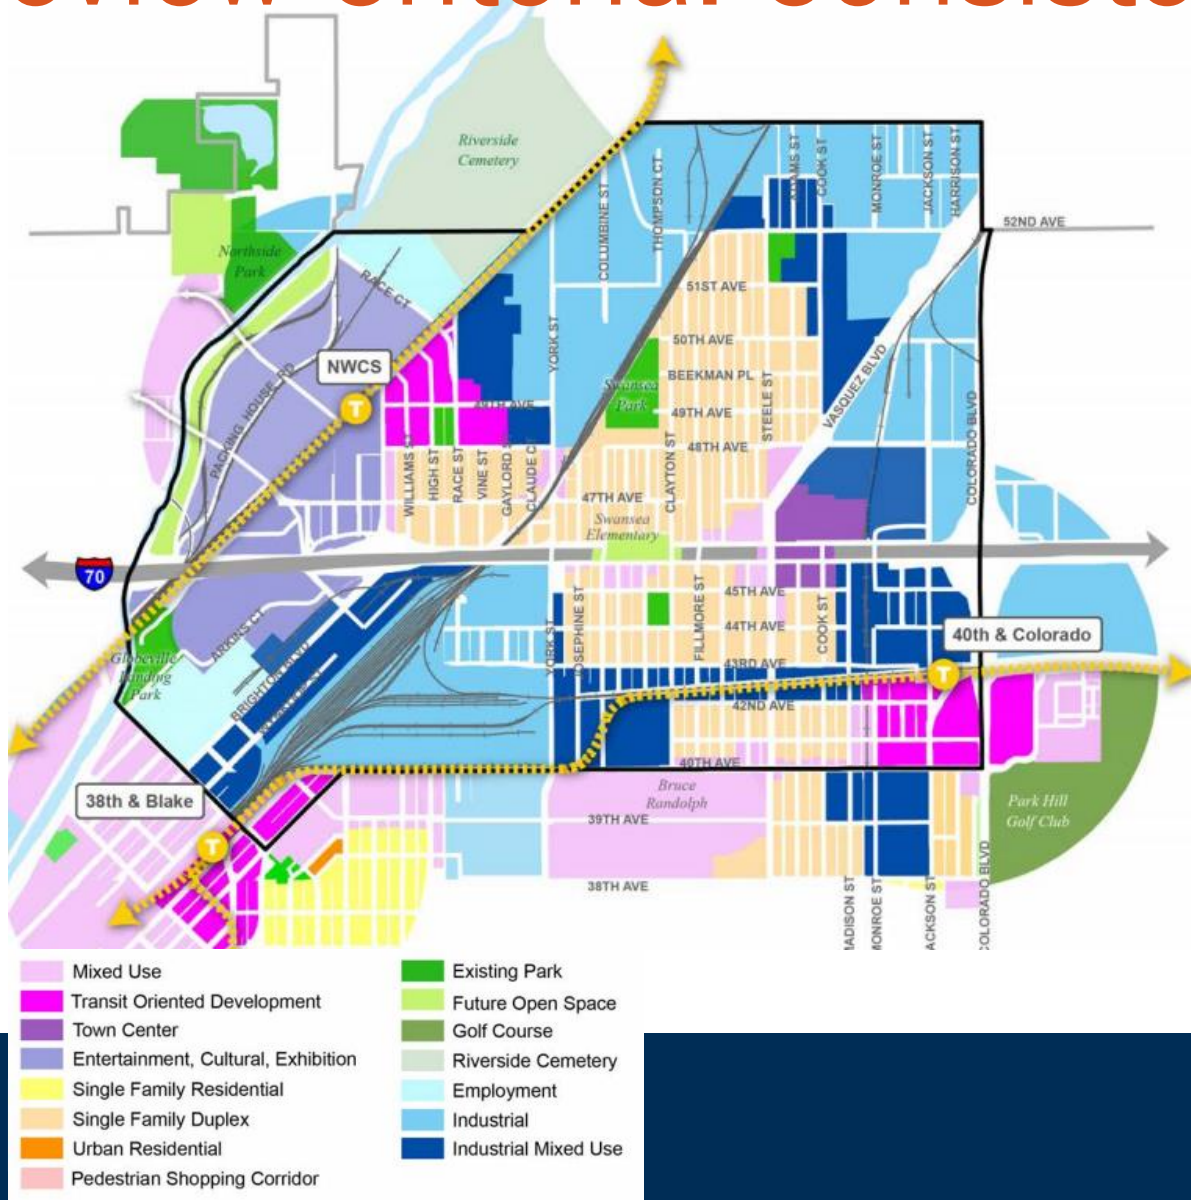 Riverside
Cemetery
COLUMBINE ST
THOMPSON CT
ADAMS ST
COOK ST
MONROE ST
JACKSON ST
HARRISON ST
52ND AVE
Northside
Park
RACE CT
51ST AVE
50TH AVE
YORK ST
NWCS
BEEKMAN PL
Swansea
Park
STEELE ST
VASQUEZ BLVD
T
49TH AVE
49TH AVE
PACKING HOUSE RD
48TH AVE
COLORADO BLVD
WILLIAMS ST
HIGH ST
RACE ST
VINE ST
GAYLORD ST
CLAUDE CT
CLAYTON ST
47TH AVE
Swansea
Elementary
70
45TH AVE
ARKINS CT
YORK ST
JOSEPHINE ST
FILLMORE ST
44TH AVE
COOK ST
40th & Colorado
43RD AVE
T
Globeville
Landing
Park
BRIGHTON BLVD
42ND AVE
40TH AVE
38th & Blake
Bruce
Randolph
39TH AVE
Park Hill
Golf Club
T
38TH AVE
MADISON ST
MONROE ST
ACKSON ST
COLORADO BLVD
Mixed Use
Transit Oriented Development
Town Center
Entertainment, Cultural, Exhibition
Single Family Residential
Single Family Duplex
Urban Residential
Pedestrian Shopping Corridor
Existing Park
Future Open Space
Golf Course
Riverside Cemetery
Employment
Industrial
Industrial Mixed Use